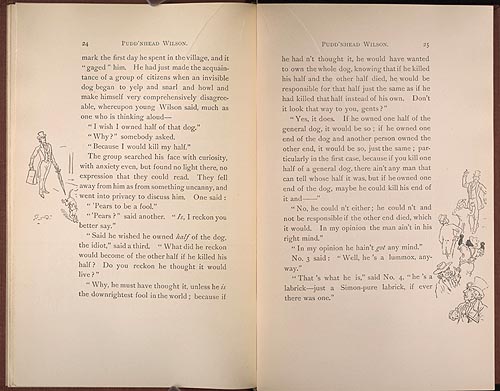 24 PUDD'NHEAD WILSON.
mark the first day he spent in the village, and it
"gaged" him. He had just made the acquain-
tance of a group of citizens when an invisible
dog began to yelp and snarl and howl and
make himself very comprehensively disagree-
able, whereupon young Wilson said, much as
one who is thinking aloud—
"I wish I owned half of that dog."
"Why?" somebody asked.
"Because I would kill my half."
The group searched his face with curiosity,
with anxiety even, but found no light there, no
expression that they could read. They fell
away from him as from something uncanny, and
went into privacy to discuss him. One said:
"'Pears to be a fool."
"'Pears?" said another. "Is, I reckon you
better say."
"Said he wished he owned half of the dog,
the idiot," said a third. "What did he reckon
would become of the other half if he killed his
half? Do you reckon he thought it would
live?"
"Why, he must have thought it, unless he is
the downrightest fool in the world; because if
PUDD'NHEAD WILSON. 25
he had n't thought it, he would have wanted
to own the whole dog, knowing that if he killed
his half and the other half died, he would be
responsible for that half just the same as if he
had killed that half instead of his own. Don't
it look that way to you, gents?"
"Yes, it does. If he owned one half of the
general dog, it would be so; if he owned one
end of the dog and another person owned the
other end, it would be so, just the same; par-
ticularly in the first case, because if you kill one
half of a general dog, there ain't any man that
can tell whose half it was, but if he owned one
end of the dog, maybe he could kill his end of
it and——"
"No, he could n't either; he could n't and
not be responsible if the other end died, which
it would. In my opinion the man ain't in his
right mind."
"In my opinion he hain't got any mind."
No. 3 said: "Well, he's a lummox, any-
way."
"That's what he is," said No. 4, "he's a
labrick—just a Simon-pure labrick, if ever
there was one."